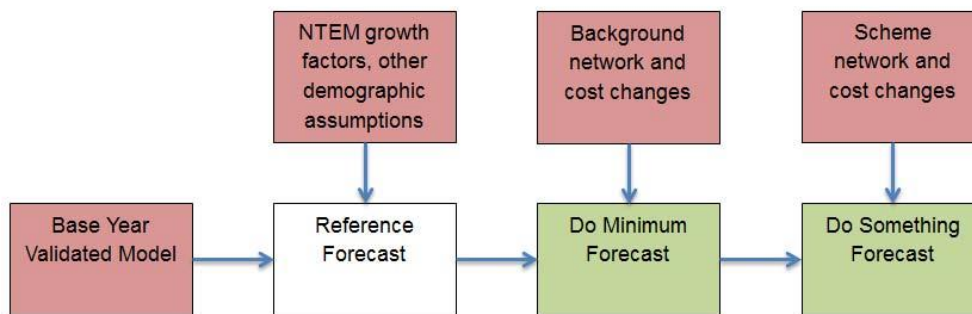 NTEM growth
factors, other
demographic
assumptions
Background
network and
cost changes
Scheme
network and
cost changes
Base Year
Validated Model
Reference
Forecast
Do Minimum
Forecast
Do Something
Forecast